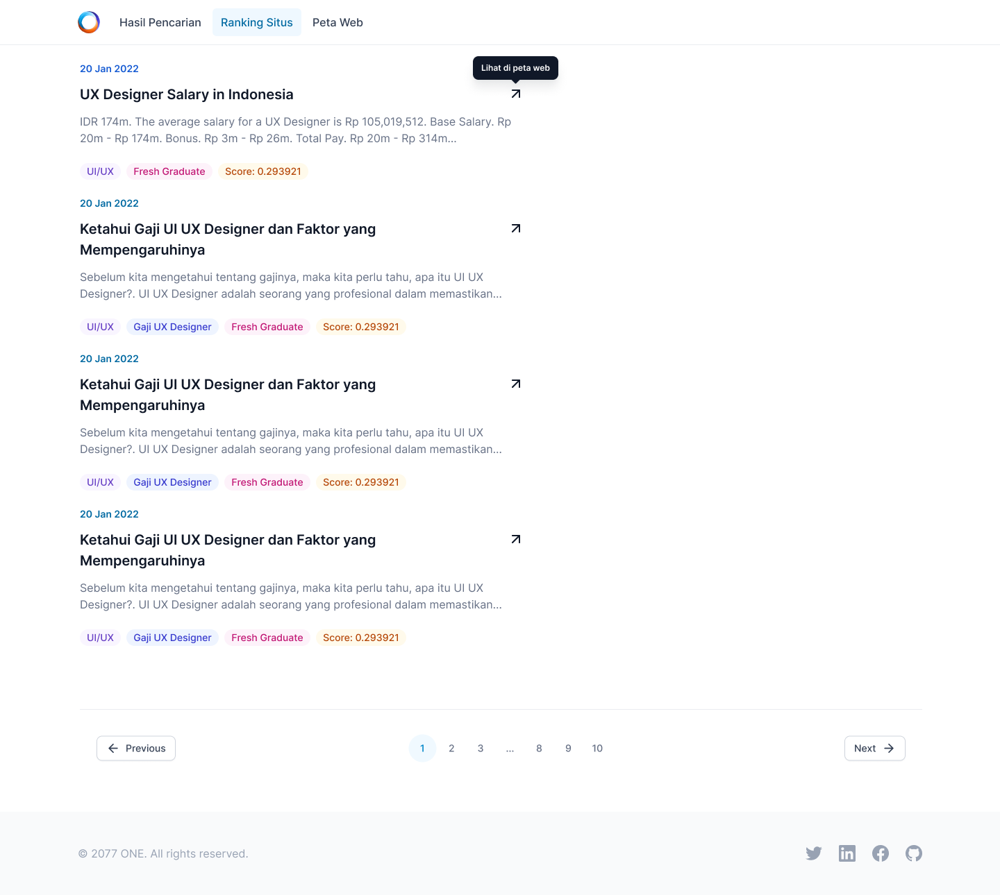 Hasil Pencarian
Ranking Situs
Peta Web
20 Jan 2022
Lihat di peta web
UX Designer Salary in Indonesia
IDR 174m. The average salary for a UX Designer is Rp 105,019,512. Base Salary. Rp
20m - Rp 174m. Bonus. Rp 3m - Rp 26m. Total Pay. Rp 20m - Rp 314m...
UI/UX
Fresh Graduate
Score: 0.293921
20 Jan 2022
Ketahui Gaji UI UX Designer dan Faktor yang
Mempengaruhinya
Sebelum kita mengetahui tentang gajinya, maka kita perlu tahu, apa itu UI UX
Designer?. UI UX Designer adalah seorang yang profesional dalam memastikan...
UI/UX
Gaji UX Designer
Fresh Graduate
Score: 0.293921
20 Jan 2022
Ketahui Gaji UI UX Designer dan Faktor yang
Mempengaruhinya
Sebelum kita mengetahui tentang gajinya, maka kita perlu tahu, apa itu UI UX
Designer?. UI UX Designer adalah seorang yang profesional dalam memastikan...
UI/UX
Gaji UX Designer
Fresh Graduate
Score: 0.293921
20 Jan 2022
Ketahui Gaji UI UX Designer dan Faktor yang
Mempengaruhinya
Sebelum kita mengetahui tentang gajinya, maka kita perlu tahu, apa itu UI UX
Designer?. UI UX Designer adalah seorang yang profesional dalam memastikan...
UI/UX
Gaji UX Designer
Fresh Graduate
Score: 0.293921
Previous
1
2
3
...
8
9
10
Next
© 2077 ONE. All rights reserved.